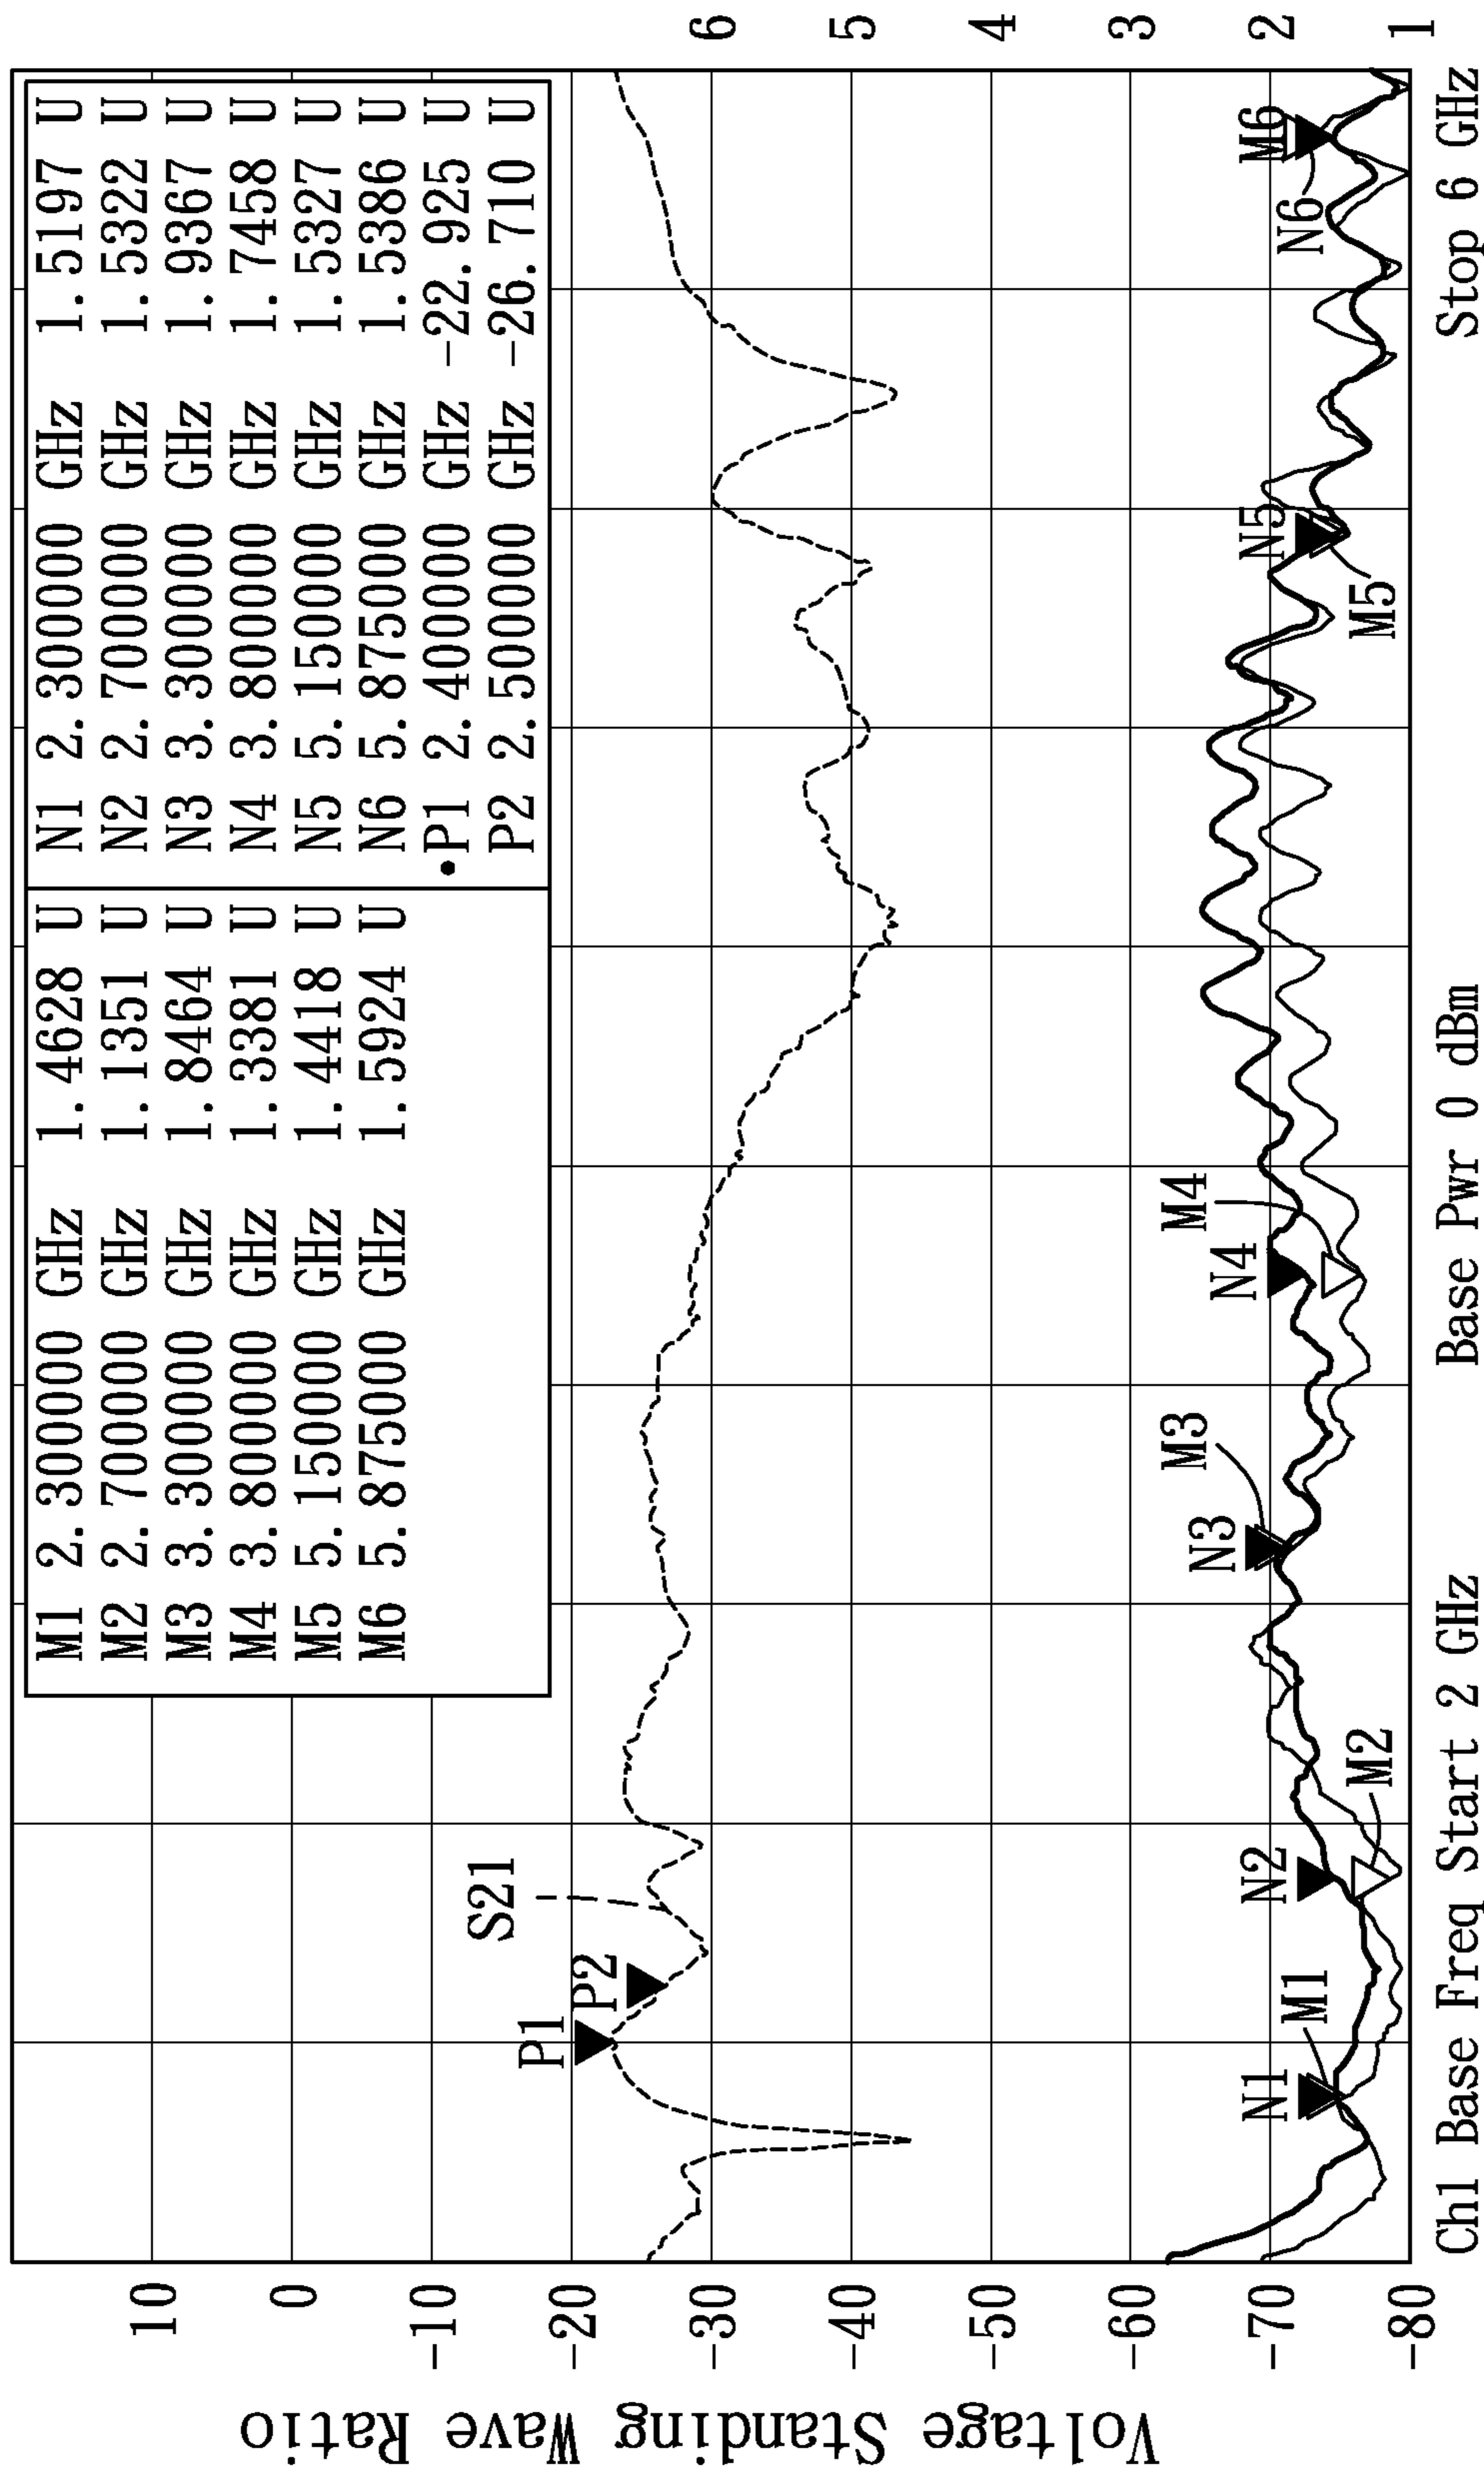 Voltage Standing Wave Ratio
10
0
-10
-20
-30
-40
-50
-60
-70
-80
M1 2.300000 GHz 1.4628 U
M2 2.700000 GHz 1.1351 U
M3 3.300000 GHz 1.8464 U
M4 3.800000 GHz 1.3381 U
M5 5.150000 GHz 1.4418 U
M6 5.875000 GHz 1.5924 U
N1 2.300000 GHz 1.5197 U
N2 2.700000 GHz 1.5322 U
N3 3.300000 GHz 1.9367 U
N4 3.800000 GHz 1.7458 U
N5 5.150000 GHz 1.5327 U
N6 5.875000 GHz 1.5386 U
•P1 2.400000 GHz -22.925 U
P2 2.500000 GHz -26.710 U
S21
P1
P2
N1
M1
N2
M2
N3
M3
N4
M4
N5
M5
M6
N6
6
5
4
3
2
1
Ch1 Base Freq Start 2 GHz Base Pwr 0 dBm Stop 6 GHz